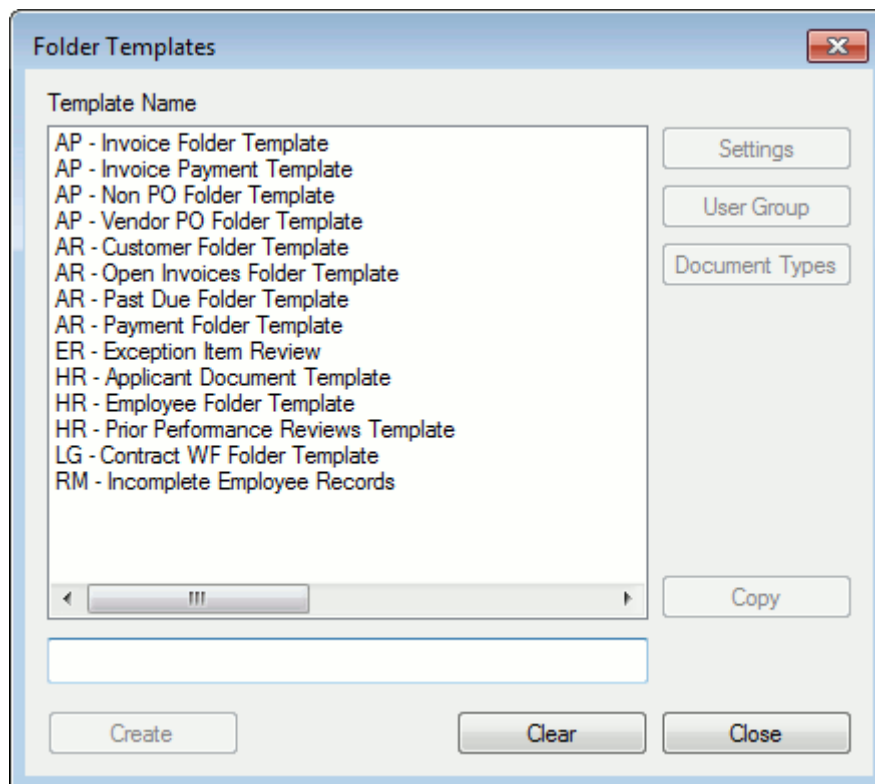 Folder Templates
Template Name
AP - Invoice Folder Template
AP - Invoice Payment Template
AP - Non PO Folder Template
AP - Vendor PO Folder Template
AR - Customer Folder Template
AR - Open Invoices Folder Template
AR - Past Due Folder Template
AR - Payment Folder Template
ER - Exception Item Review
HR - Applicant Document Template
HR - Employee Folder Template
HR - Prior Performance Reviews Template
LG - Contract WF Folder Template
RM - Incomplete Employee Records
Settings
User Group
Document Types
Copy
Create
Clear
Close